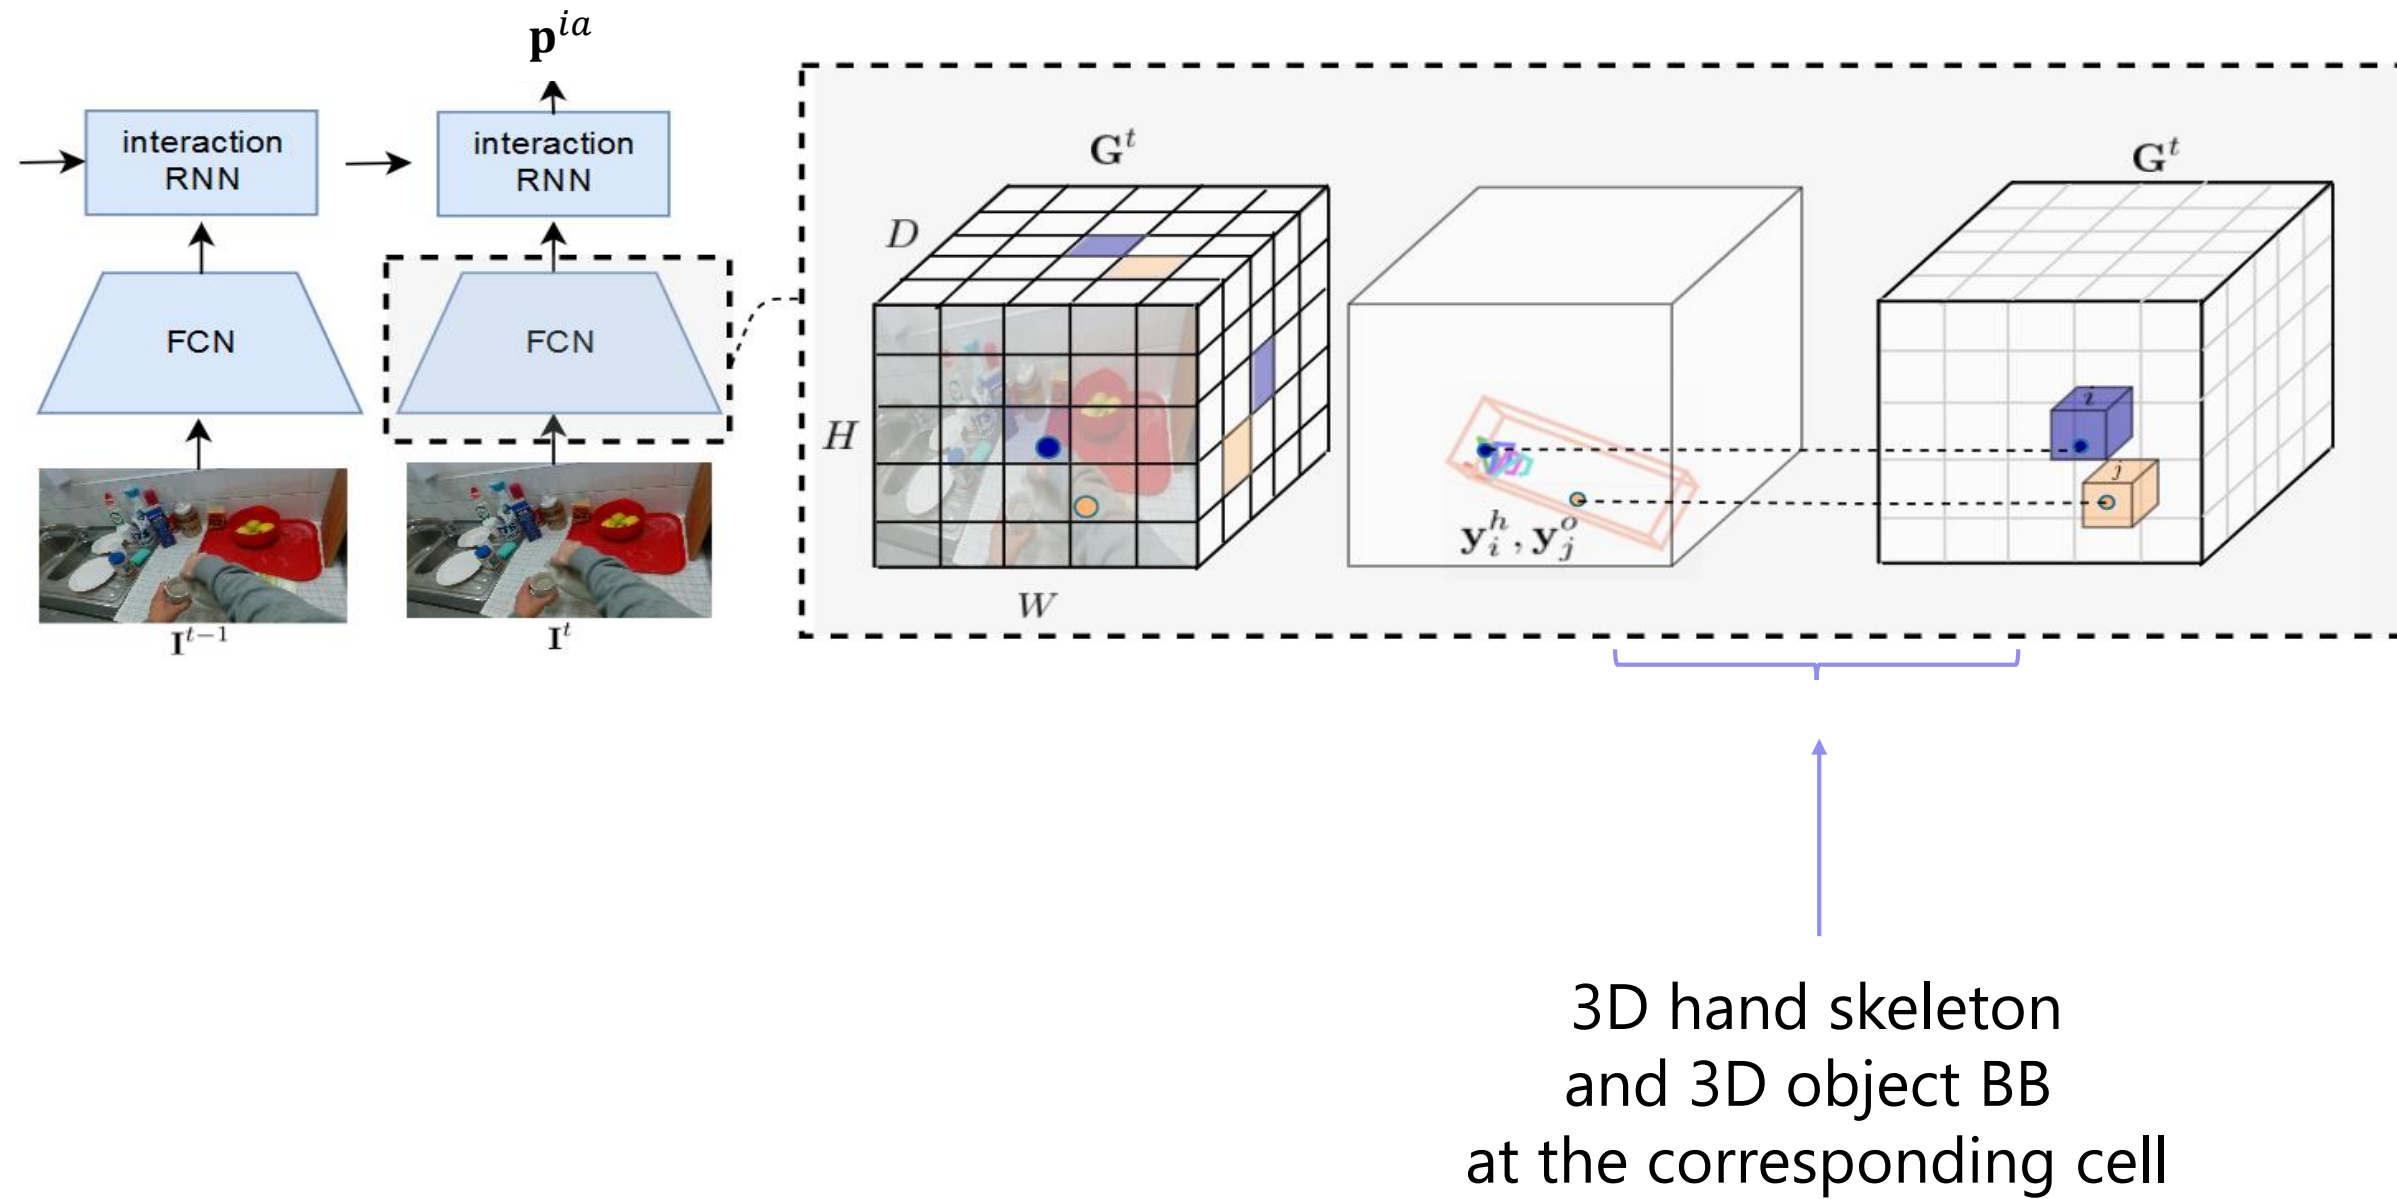 p^{ia}
interaction
RNN
interaction
RNN
FCN
FCN
I^{t-1}
I^t
G^t
D
H
W
y_i^h, y_j^o
G^t
i
j
3D hand skeleton
and 3D object BB
at the corresponding cell